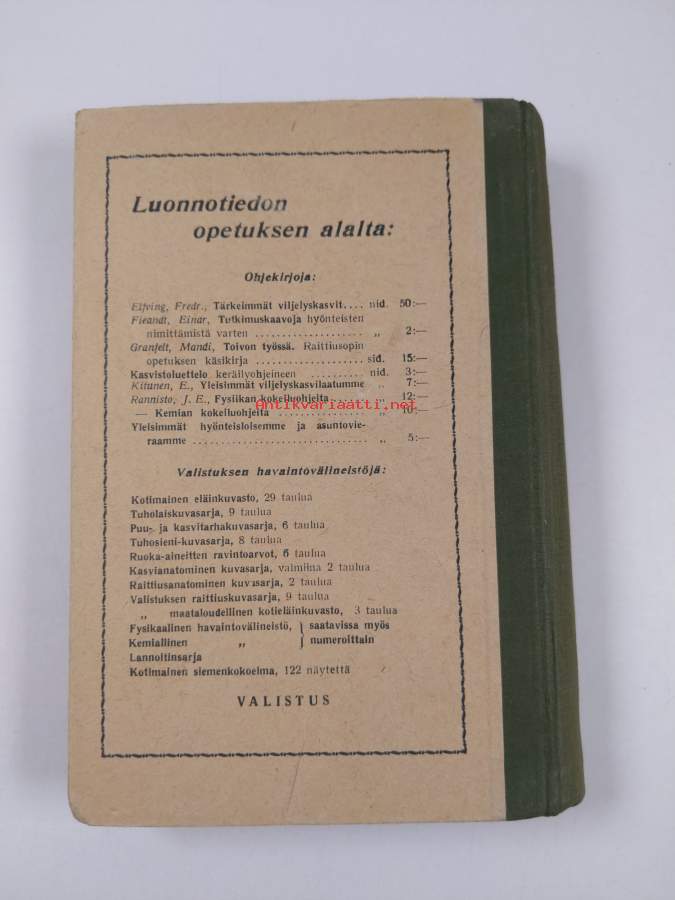 Luonnotiedon
opetuksen alalta:
Ohjekirjoja:
Elfving, Fredr., Tärkeimmät viljelyskasvit.... nid. 50:—
Fieandt, Einar, Tutkimuskaavoja hyönteisten
nimittämistä varten .................... „ 2:—
Granfelt, Mandi, Toivon työssä. Raittiusopin
opetuksen käsikirja .................... sid. 15:—
Kasvistoluettelo keräilyohjeineen ........ nid. 3:—
Kitunen, E., Yleisimmät viljelyskasvilaatumme „ 7:—
Rannisto, J. E., Fysiikan kokeiluohjeita ..... „ 12:—
— Kemian kokeiluohjeita ................ „ 10:—
Yleisimmät hyönteisloisemme ja asuntovie-
raamme ................................ „ 5:—
Antikvariaatti.net
Valistuksen havaintovälineistöjä:
Kotimainen eläinkuvasto, 29 taulua
Tuholaiskuvasarja, 9 taulua
Puu- ja kasvitarhakuvasarja, 6 taulua
Tuhosieni-kuvasarja, 8 taulua
Ruoka-aineitten ravintoarvot, 6 taulua
Kasvianatominen kuvasarja, valmiina 2 taulua
Raittiusanatominen kuvasarja, 2 taulua
Valistuksen raittiuskuvasarja, 9 taulua
„ maataloudellinen kotieläinkuvasto, 3 taulua
Fysikaalinen havaintovälineistö, } saatavissa myös
Kemiallinen „ } numeroittain
Lannoitinsarja
Kotimainen siemenkokoelma, 122 näytettä
VALISTUS